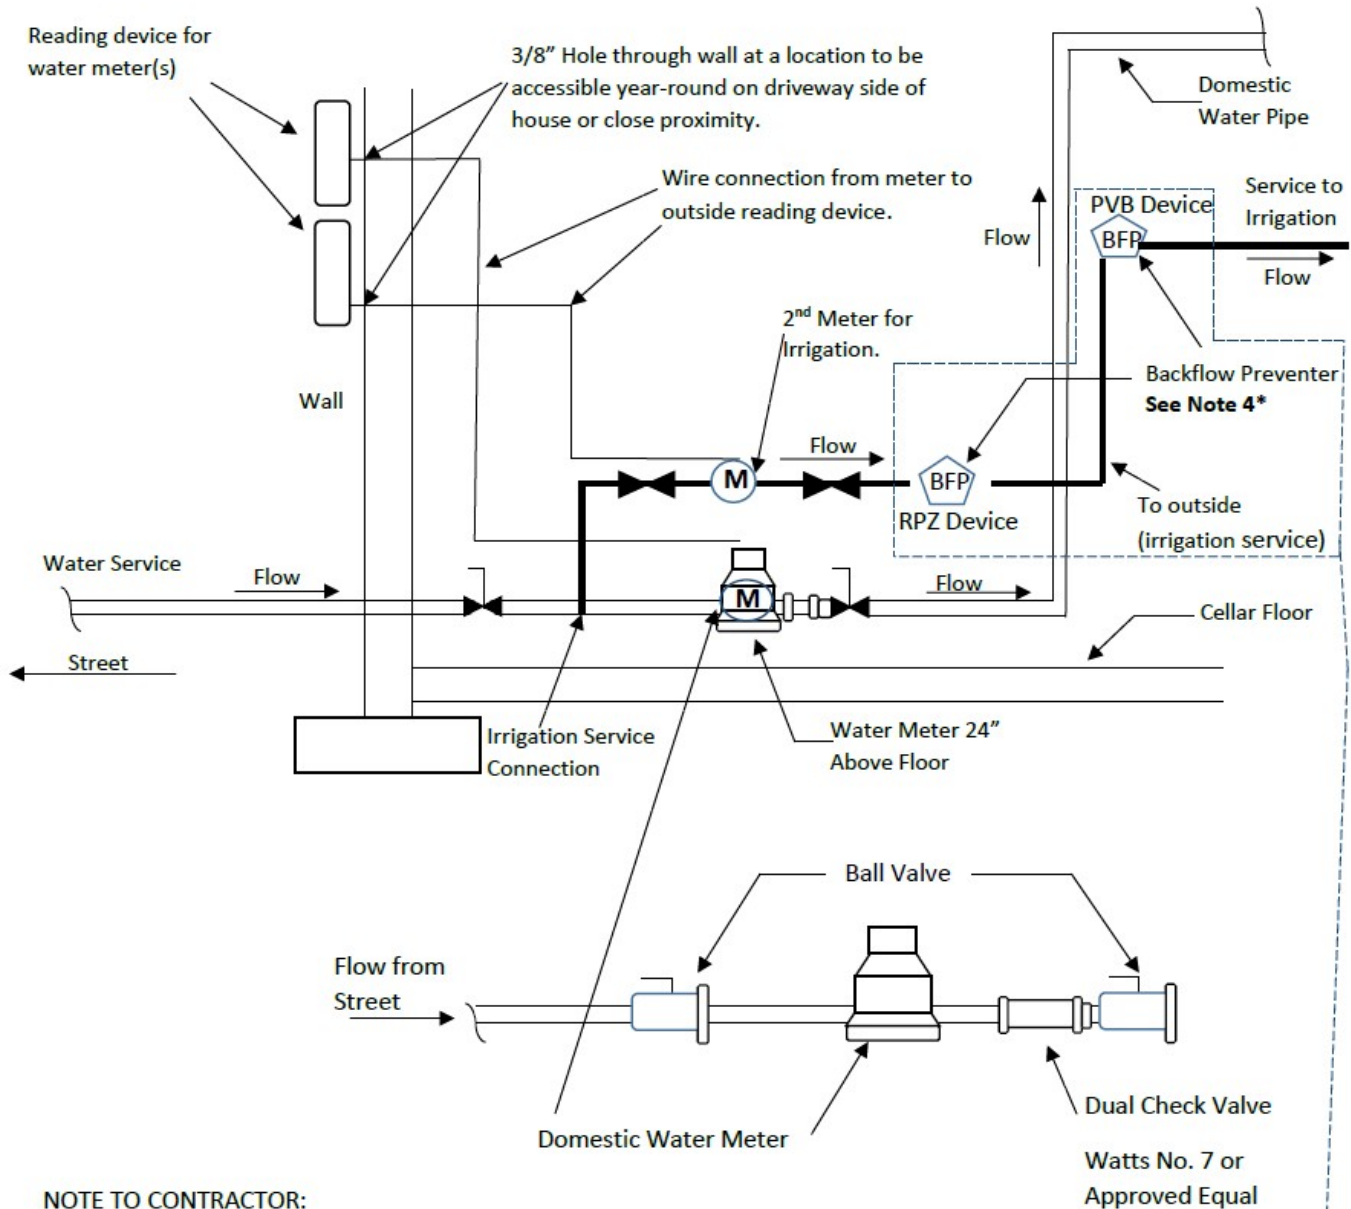 Reading device for
water meter(s)
3/8” Hole through wall at a location to be
accessible year-round on driveway side of
house or close proximity.
Domestic
Water Pipe
Wire connection from meter to
outside reading device.
Service to
Irrigation
PVB Device
BFP
Flow
Flow
2nd Meter for
Irrigation.
Backflow Preventer
See Note 4*
Wall
Flow
M
BFP
RPZ Device
To outside
(irrigation service)
Water Service
Flow
M
Flow
Cellar Floor
Street
Irrigation Service
Connection
Water Meter 24”
Above Floor
Ball Valve
Flow from
Street
Domestic Water Meter
Dual Check Valve
Watts No. 7 or
Approved Equal
NOTE TO CONTRACTOR: